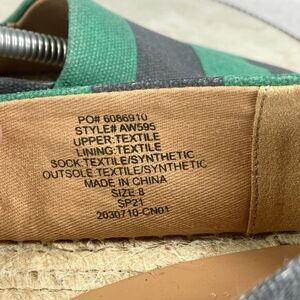 PO# 6086910
STYLE# AW595
UPPER:TEXTILE
LINING:TEXTILE
SOCK:TEXTILE/SYNTHETIC
OUTSOLE:TEXTILE/SYNTHETIC
MADE IN CHINA
SIZE 8
SP21
2030710-CN01